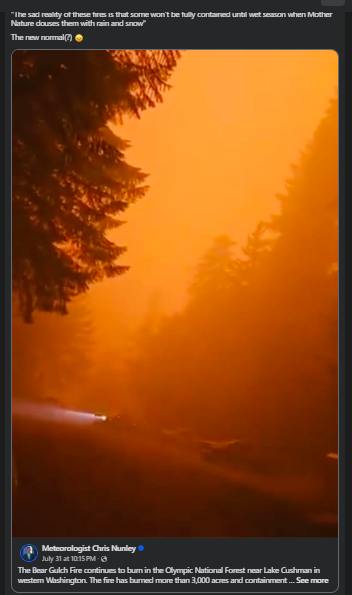 "The sad reality of these fires is that some won't be fully contained until wet season when Mother
Nature douses them with rain and snow"
The new normal(?) 😞
Meteorologist Chris Nunley
July 31 at 10:15 PM ·
The Bear Gulch Fire continues to burn in the Olympic National Forest near Lake Cushman in
western Washington. The fire has burned more than 3,000 acres and containment ... See more